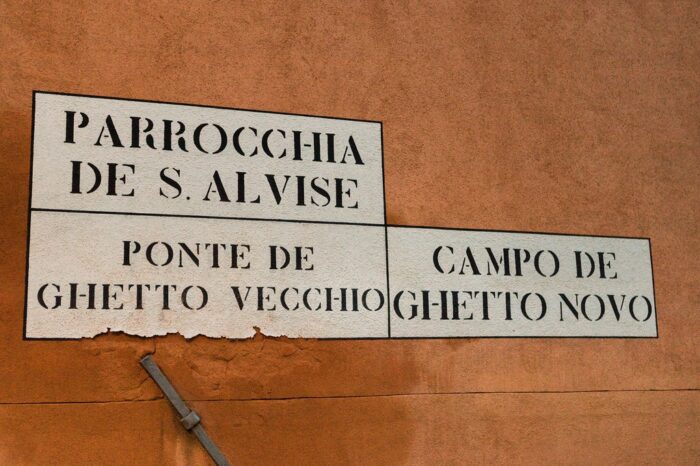 PARROCCHIA
DE S. ALVISE
PONTE DE
GHETTO VECCHIO
CAMPO DE
GHETTO NOVO